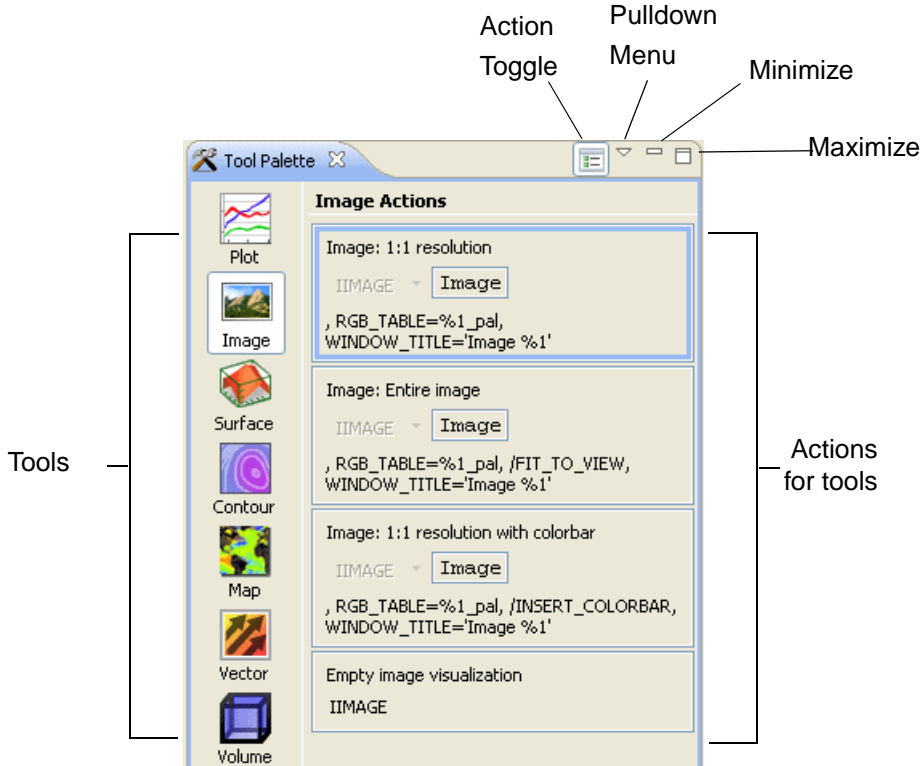 Action
Toggle
Pulldown
Menu
Minimize
Maximize
Tool Palette
Plot
Image
Surface
Contour
Map
Vector
Volume
Tools
Image Actions
Image: 1:1 resolution
IIMAGE Image
, RGB_TABLE=%1_pal,
WINDOW_TITLE='Image %1'
Image: Entire image
IIMAGE Image
, RGB_TABLE=%1_pal, /FIT_TO_VIEW,
WINDOW_TITLE='Image %1'
Image: 1:1 resolution with colorbar
IIMAGE Image
, RGB_TABLE=%1_pal, /INSERT_COLORBAR,
WINDOW_TITLE='Image %1'
Empty image visualization
IIMAGE
Actions
for tools